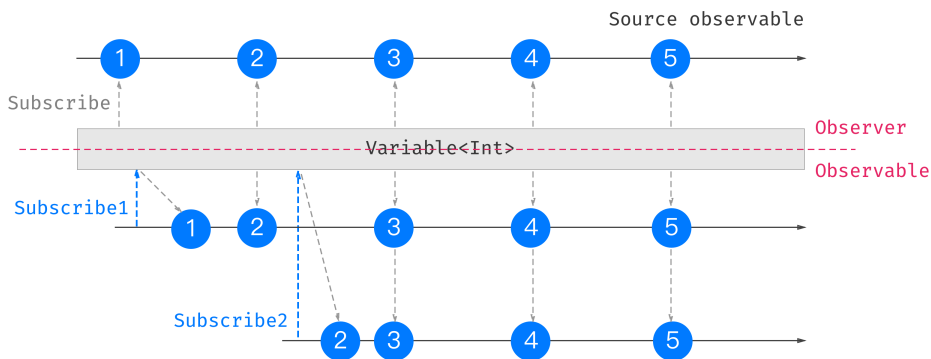 Source observable
1 2 3 4 5
Subscribe
Observer
Variable<Int>
Observable
Subscribe1
1 2 3 4 5
Subscribe2
2 3 4 5